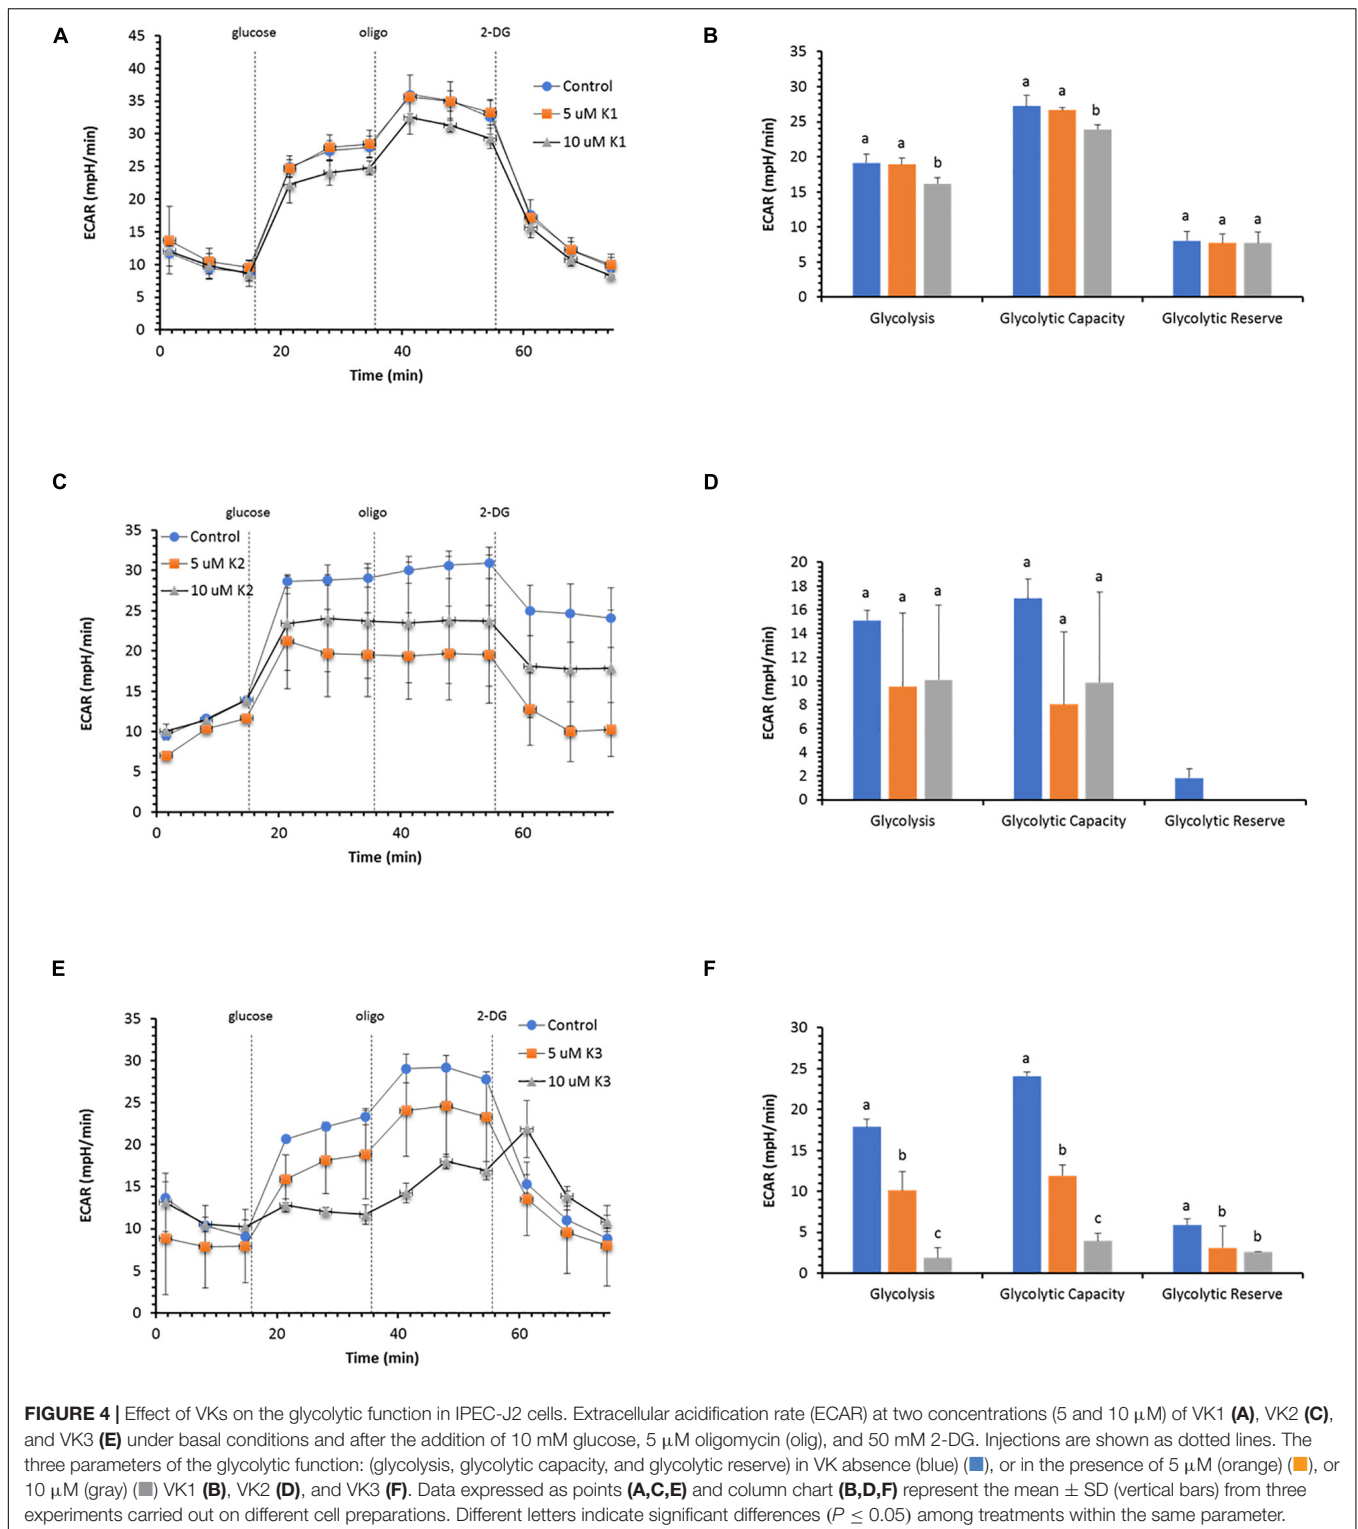 A
glucose
oligo
2-DG
45
40
35
30
25
20
15
10
5
0
ECAR (mpH/min)
Control
5 uM K1
10 uM K1
0
20
40
60
Time (min)
B
35
30
25
20
15
10
5
0
ECAR (mpH/min)
a
a
b
a
a
b
a
a
a
Glycolysis
Glycolytic Capacity
Glycolytic Reserve
C
glucose
oligo
2-DG
35
30
25
20
15
10
5
0
ECAR (mpH/min)
Control
5 uM K2
10 uM K2
0
20
40
60
Time (min)
D
20
18
16
14
12
10
8
6
4
2
0
ECAR (mpH/min)
a
a
a
a
a
a
Glycolysis
Glycolytic Capacity
Glycolytic Reserve
E
glucose
oligo
2-DG
35
30
25
20
15
10
5
0
ECAR (mpH/min)
Control
5 uM K3
10 uM K3
0
20
40
60
Time (min)
F
30
25
20
15
10
5
0
ECAR (mpH/min)
a
b
c
a
b
c
a
b
b
Glycolysis
Glycolytic Capacity
Glycolytic Reserve
FIGURE 4 | Effect of VKs on the glycolytic function in IPEC-J2 cells. Extracellular acidification rate (ECAR) at two concentrations (5 and 10 μM) of VK1 (A), VK2 (C),
and VK3 (E) under basal conditions and after the addition of 10 mM glucose, 5 μM oligomycin (olig), and 50 mM 2-DG. Injections are shown as dotted lines. The
three parameters of the glycolytic function: (glycolysis, glycolytic capacity, and glycolytic reserve) in VK absence (blue) (■), or in the presence of 5 μM (orange) (■), or
10 μM (gray) (■) VK1 (B), VK2 (D), and VK3 (F). Data expressed as points (A,C,E) and column chart (B,D,F) represent the mean ± SD (vertical bars) from three
experiments carried out on different cell preparations. Different letters indicate significant differences (P ≤ 0.05) among treatments within the same parameter.